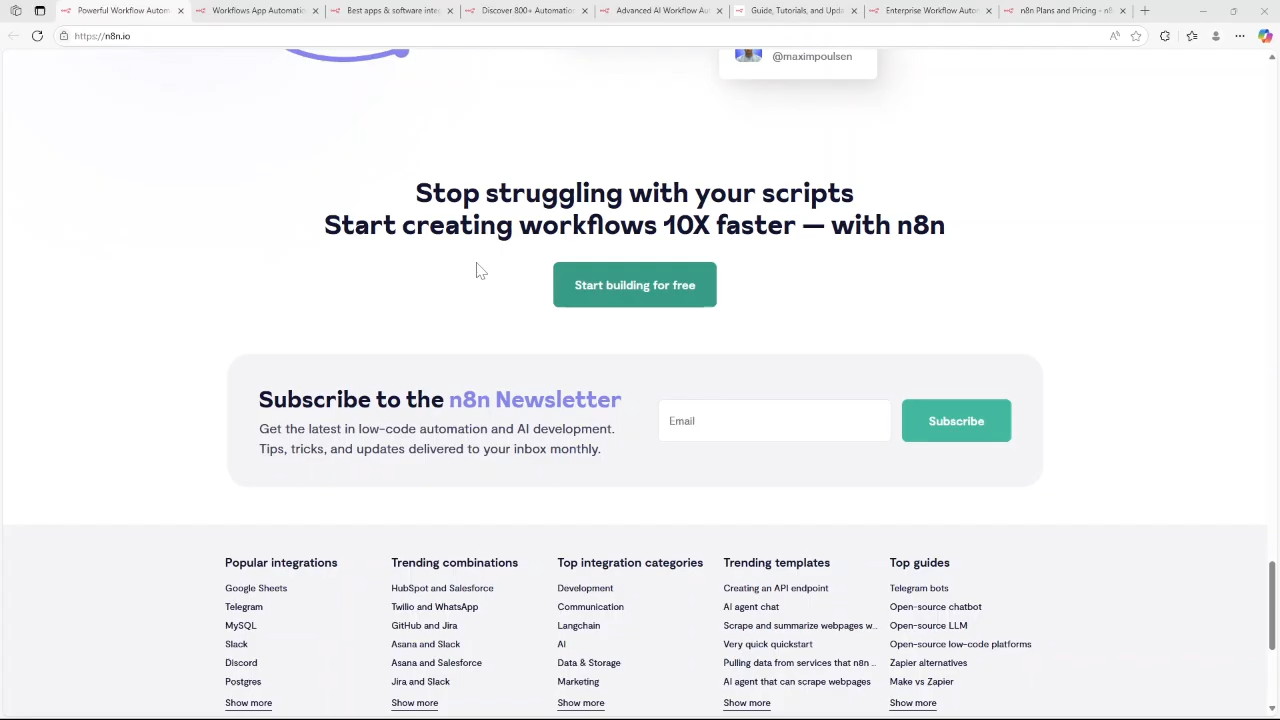 Powerful Workflow Autom
Workflows App Automatio
Best apps & software inte
Discover 800+ Automation
Advanced AI Workflow Au
Guide, Tutorials, and Upda
Enterprise Workflow Autom
n8n Plans and Pricing - n8
https://n8n.io
@maximpoulsen
Stop struggling with your scripts
Start creating workflows 10X faster — with n8n
Start building for free
Subscribe to the n8n Newsletter
Get the latest in low-code automation and AI development.
Tips, tricks, and updates delivered to your inbox monthly.
Email
Subscribe
Popular integrations
Google Sheets
Telegram
MySQL
Slack
Discord
Postgres
Show more
Trending combinations
HubSpot and Salesforce
Twilio and WhatsApp
GitHub and Jira
Asana and Slack
Asana and Salesforce
Jira and Slack
Show more
Top integration categories
Development
Communication
Langchain
AI
Data & Storage
Marketing
Show more
Trending templates
Creating an API endpoint
AI agent chat
Scrape and summarize webpages w...
Very quick quickstart
Pulling data from services that n8n ...
AI agent that can scrape webpages
Show more
Top guides
Telegram bots
Open-source chatbot
Open-source LLM
Open-source low-code platforms
Zapier alternatives
Make vs Zapier
Show more